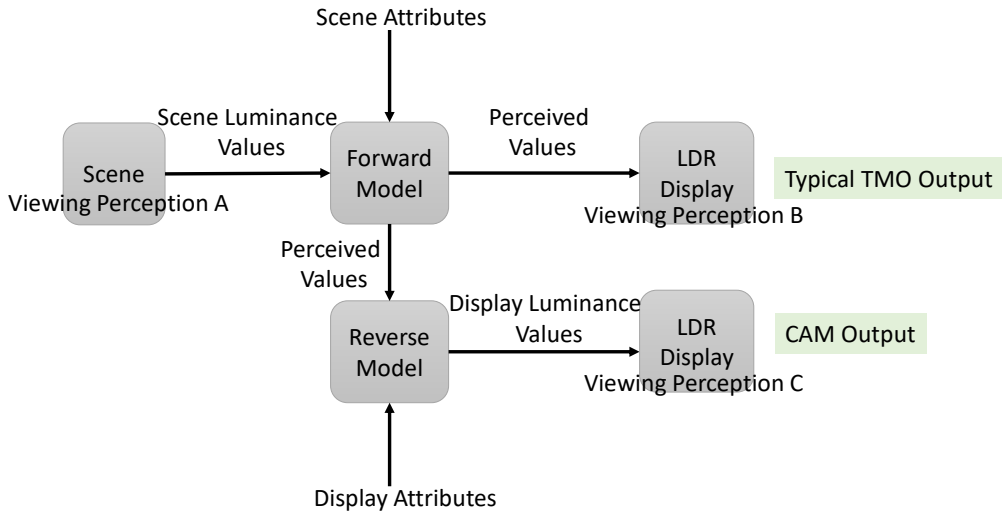 Scene Attributes
Scene Luminance
Values
Perceived
Values
Scene
Viewing Perception A
Forward
Model
LDR
Display
Viewing Perception B
Typical TMO Output
Perceived
Values
Display Luminance
Values
Reverse
Model
LDR
Display
Viewing Perception C
CAM Output
Display Attributes